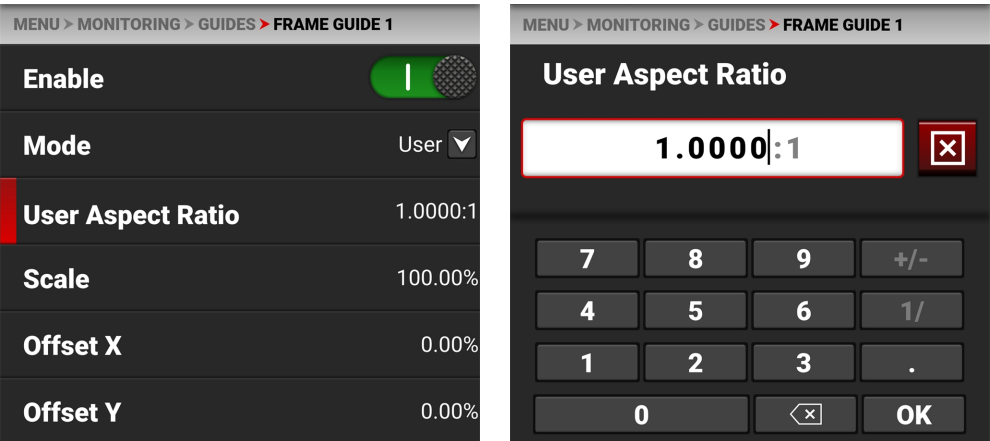 MENU > MONITORING > GUIDES > FRAME GUIDE 1
Enable
Mode User
User Aspect Ratio 1.0000:1
Scale 100.00%
Offset X 0.00%
Offset Y 0.00%
MENU > MONITORING > GUIDES > FRAME GUIDE 1
User Aspect Ratio
1.0000:1
7 8 9 +/-
4 5 6 1/
1 2 3 .
0 OK